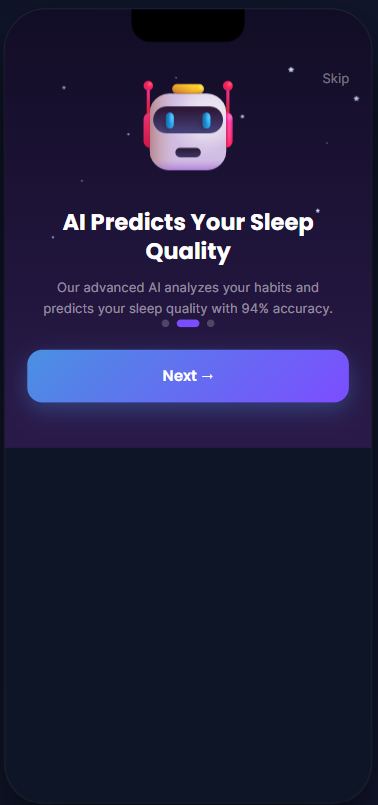 Skip
AI Predicts Your Sleep
Quality
Our advanced AI analyzes your habits and
predicts your sleep quality with 94% accuracy.
Next →